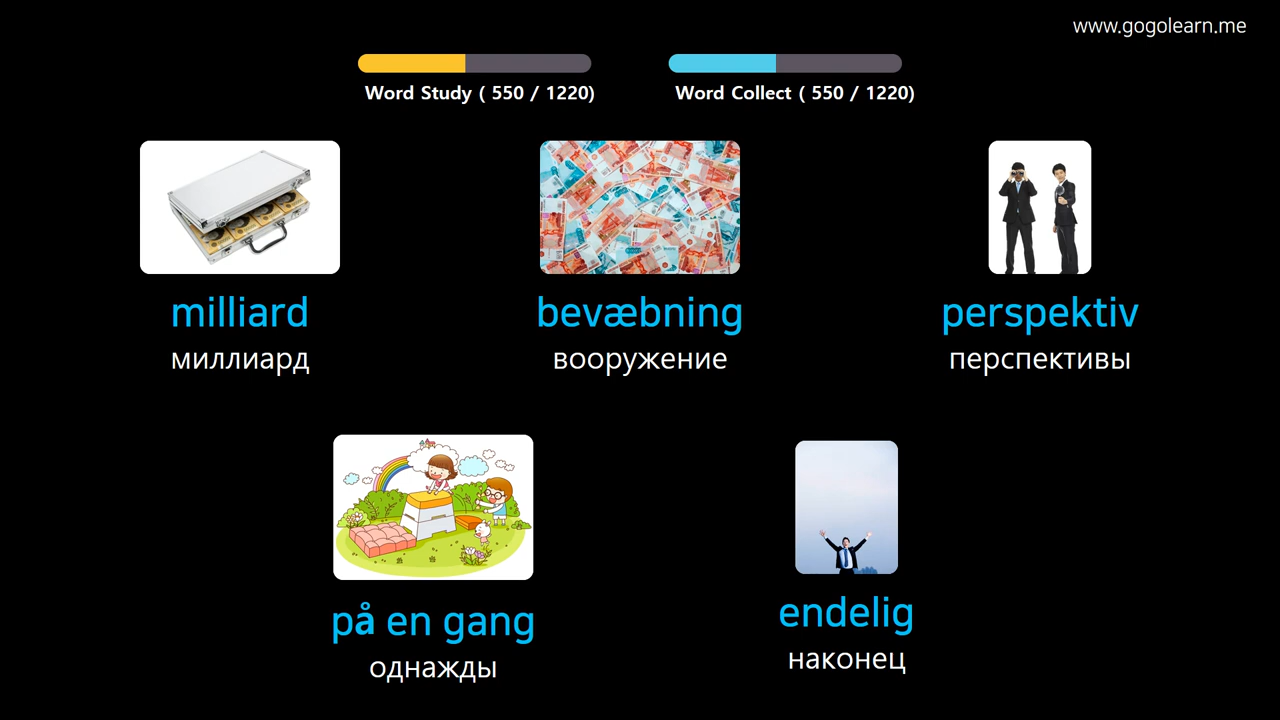 www.gogolearn.me
Word Study ( 550 / 1220)
Word Collect ( 550 / 1220)
milliard
миллиард
bevæbning
вооружение
perspektiv
перспективы
på en gang
однажды
endelig
наконец